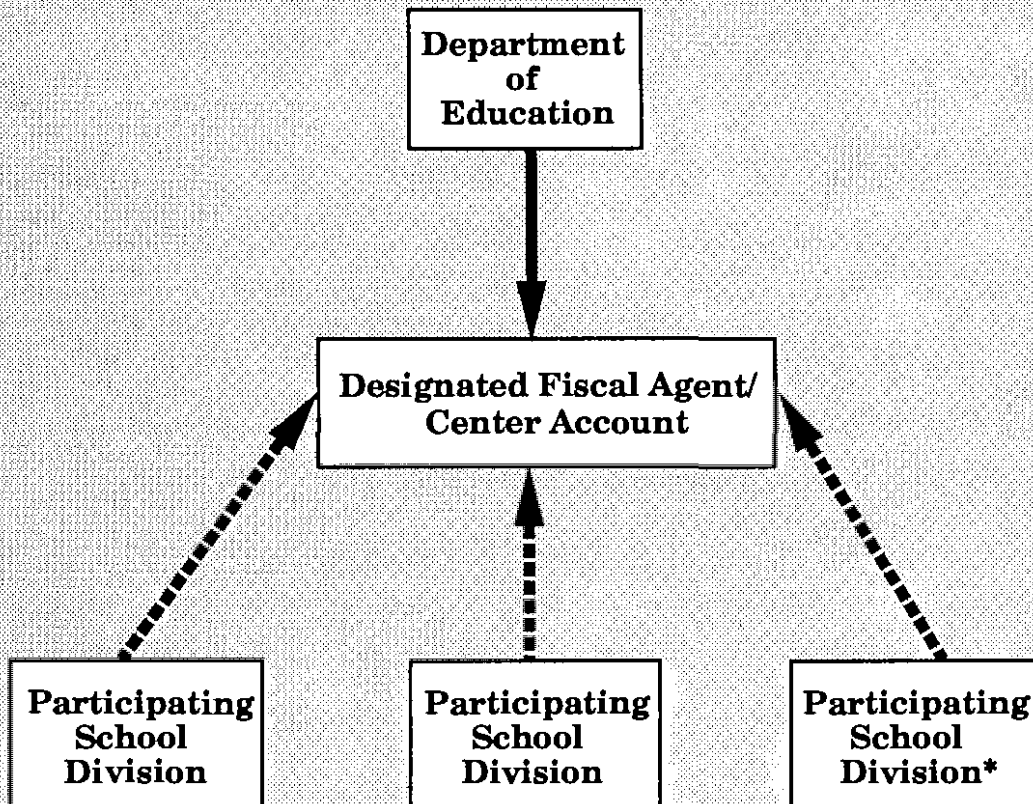 Department
of
Education
Designated Fiscal Agent/
Center Account
Participating
School
Division
Participating
School
Division
Participating
School
Division*